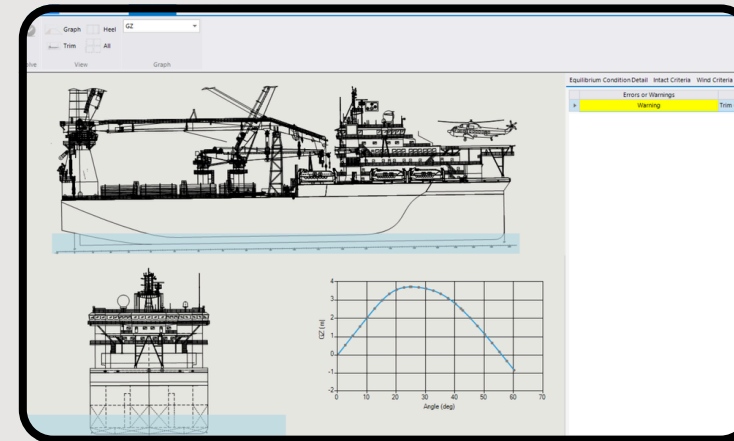 Graph Heel GZ
Trim All
View Graph
Equilibrium Condition Detail Intact Criteria Wind Criteria
Errors or Warnings
Warning Trim
4
3
2
1
0
-1
-2
GZ [m]
0 10 20 30 40 50 60 70
Angle (deg)